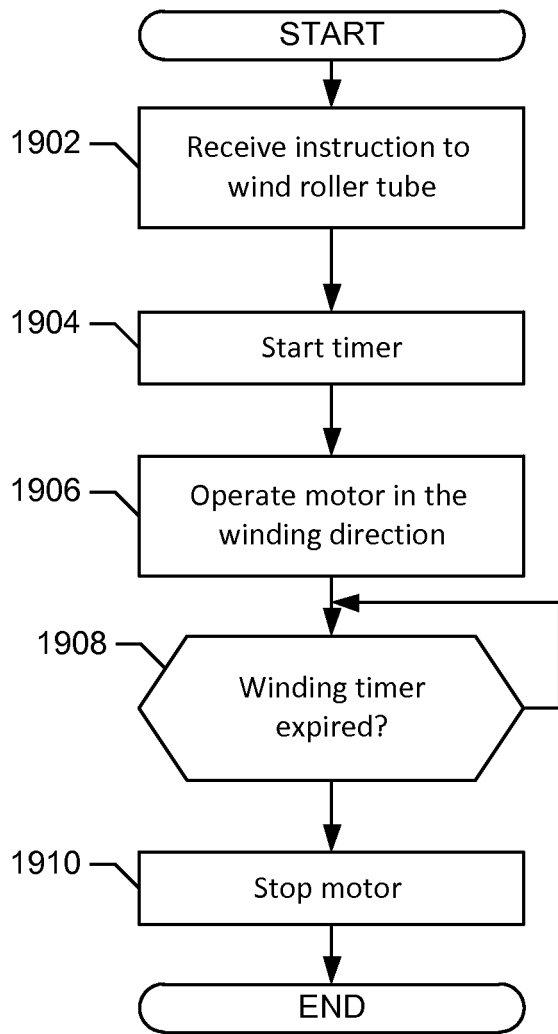 START
1902
Receive instruction to
wind roller tube
1904
Start timer
1906
Operate motor in the
winding direction
1908
Winding timer
expired?
1910
Stop motor
END